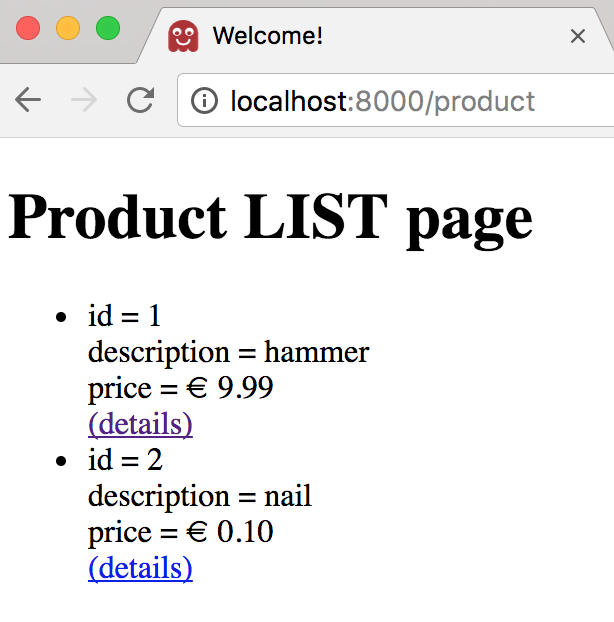 Welcome!
localhost:8000/product
Product LIST page
id = 1
description = hammer
price = € 9.99
(details)
id = 2
description = nail
price = € 0.10
(details)